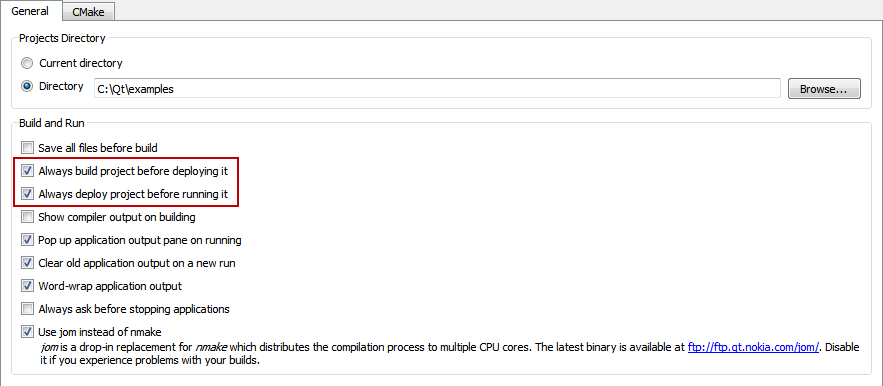 General CMake
Projects Directory
Current directory
Directory C:\Qt\examples Browse...
Build and Run
Save all files before build
Always build project before deploying it
Always deploy project before running it
Show compiler output on building
Pop up application output pane on running
Clear old application output on a new run
Word-wrap application output
Always ask before stopping applications
Use jom instead of nmake
jom is a drop-in replacement for nmake which distributes the compilation process to multiple CPU cores. The latest binary is available at ftp://ftp.qt.nokia.com/jom/. Disable
it if you experience problems with your builds.